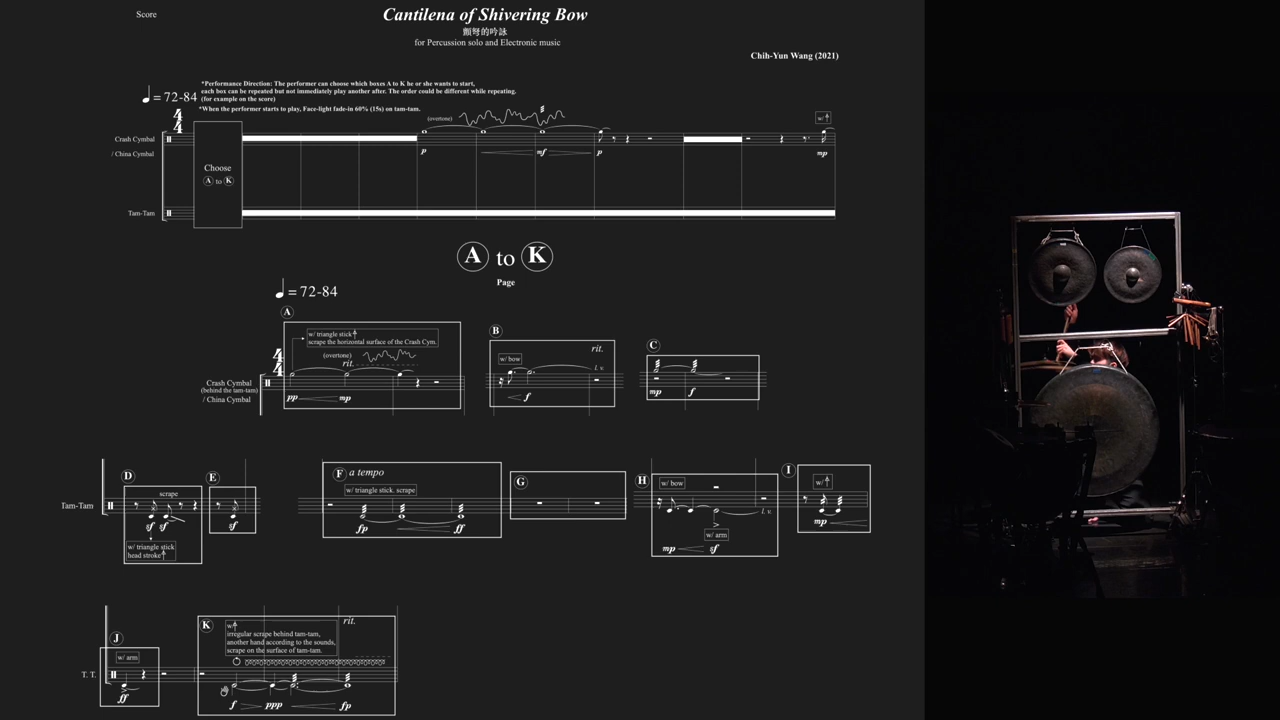 Score
Cantilena of Shivering Bow
顫弩的吟詠
for Percussion solo and Electronic music
Chih-Yun Wang (2021)
*Performance Direction: The performer can choose which boxes A to K he or she wants to start,
each box can be repeated but not immediately play another after. The order could be different while repeating.
(for example on the score)
*When the performer starts to play, Face-light fade-in 60% (15s) on tam-tam.
= 72-84
4/4
(overtone)
w/
Crash Cymbal
/ China Cymbal
p
mf
p
mp
Choose
A to K
Tam-Tam
A to K
Page
= 72-84
A
w/ triangle stick
scrape the horizontal surface of the Crash Cym.
(overtone)
rit.
4/4
Crash Cymbal
(behind the tam-tam)
/ China Cymbal
pp
mp
B
rit.
w/ bow
l. v.
f
C
mp
f
D
scrape
Tam-Tam
sf
sf
w/ triangle stick
head stroke
E
sf
F
a tempo
w/ triangle stick. scrape
fp
ff
G
H
w/ bow
l. v.
w/ arm
mp
sf
I
w/
mp
J
w/ arm
T. T.
ff
K
rit.
w/
irregular scrape behind tam-tam,
another hand according to the sounds,
scrape on the surface of tam-tam.
f
ppp
fp